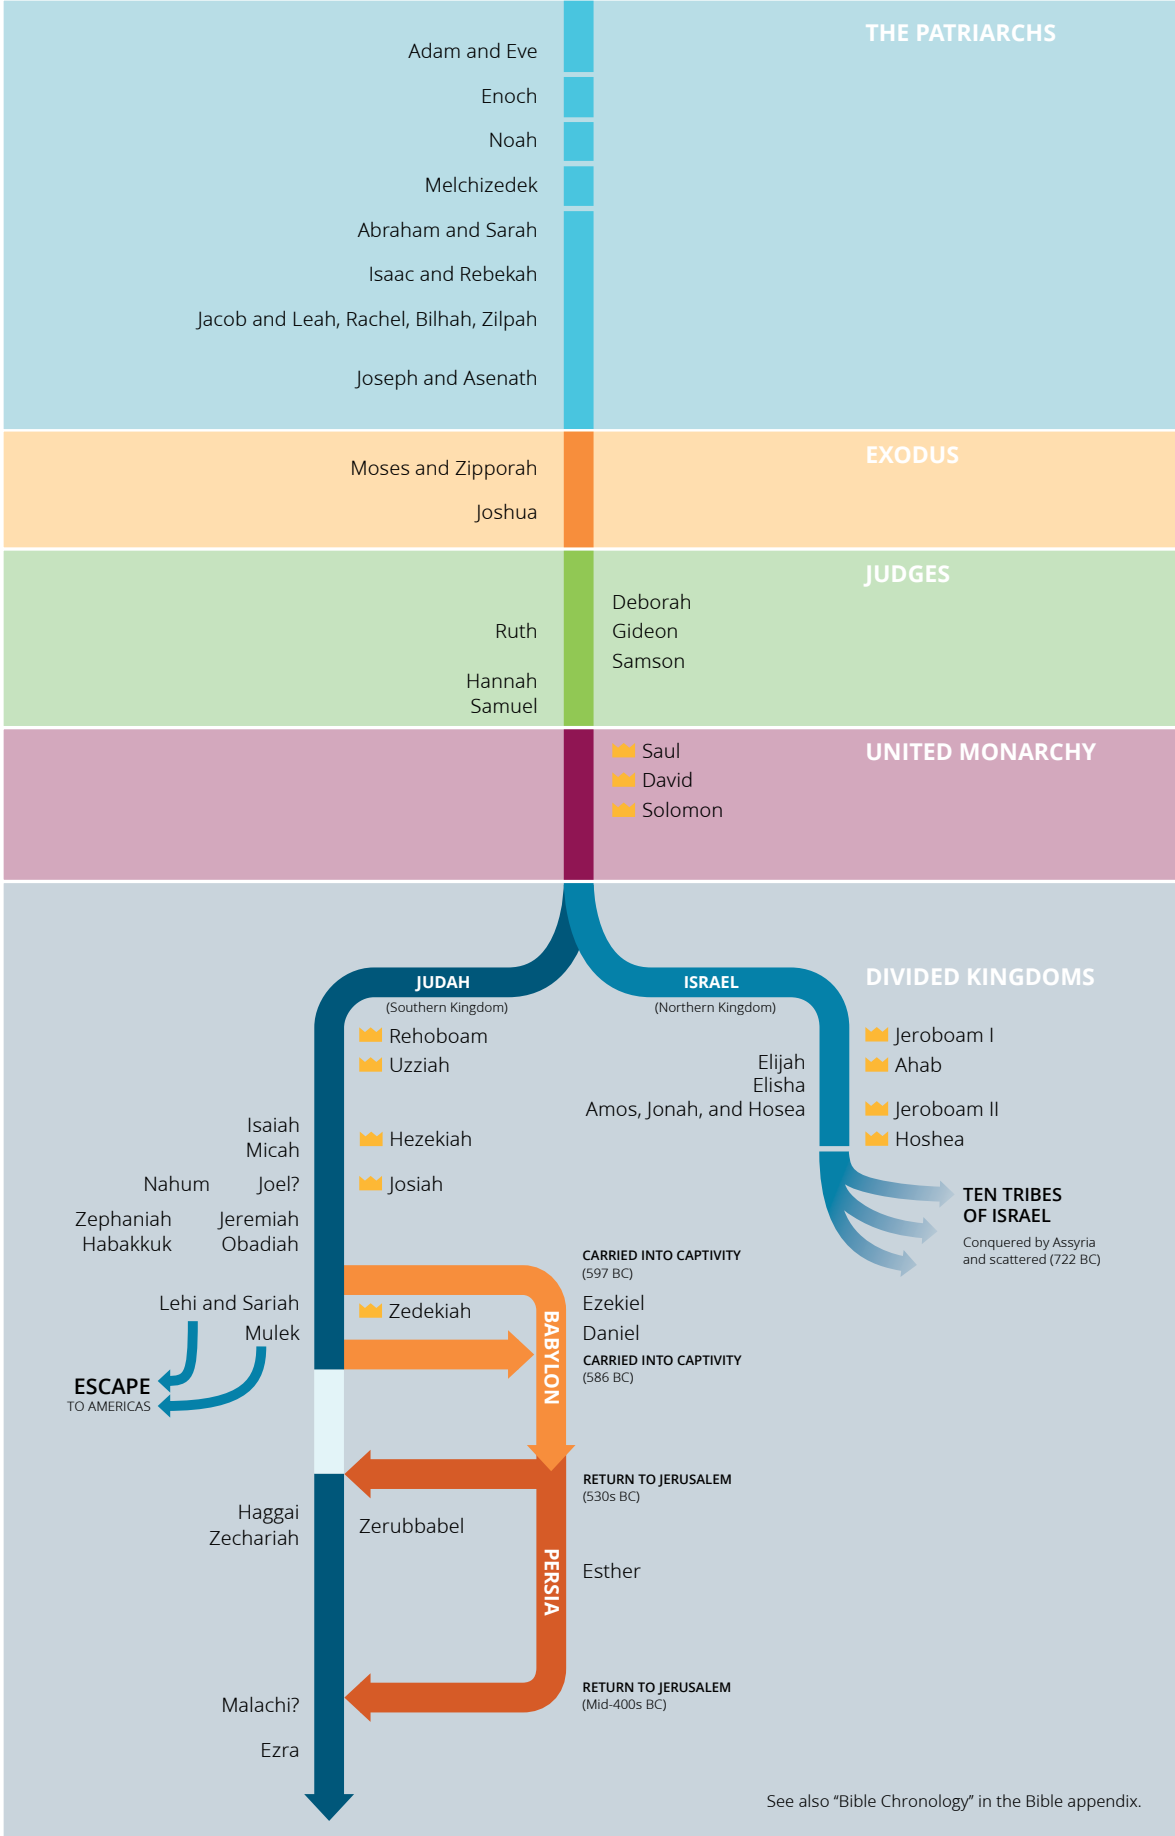 THE PATRIARCHS
Adam and Eve
Enoch
Noah
Melchizedek
Abraham and Sarah
Isaac and Rebekah
Jacob and Leah, Rachel, Bilhah, Zilpah
Joseph and Asenath
EXODUS
Moses and Zipporah
Joshua
JUDGES
Deborah
Ruth
Gideon
Samson
Hannah
Samuel
UNITED MONARCHY
Saul
David
Solomon
DIVIDED KINGDOMS
JUDAH
(Southern Kingdom)
Rehoboam
Uzziah
Isaiah
Micah
Hezekiah
Nahum
Joel?
Josiah
Zephaniah
Habakkuk
Jeremiah
Obadiah
ISRAEL
(Northern Kingdom)
Elijah
Elisha
Amos, Jonah, and Hosea
Jeroboam I
Ahab
Jeroboam II
Hoshea
TEN TRIBES
OF ISRAEL
Conquered by Assyria
and scattered (722 BC)
CARRIED INTO CAPTIVITY
(597 BC)
Lehi and Sariah
Mulek
Zedekiah
BABYLON
Ezekiel
Daniel
CARRIED INTO CAPTIVITY
(586 BC)
ESCAPE
TO AMERICAS
RETURN TO JERUSALEM
(530s BC)
Haggai
Zechariah
Zerubbabel
PERSIA
Esther
RETURN TO JERUSALEM
(Mid-400s BC)
Malachi?
Ezra
See also “Bible Chronology” in the Bible appendix.